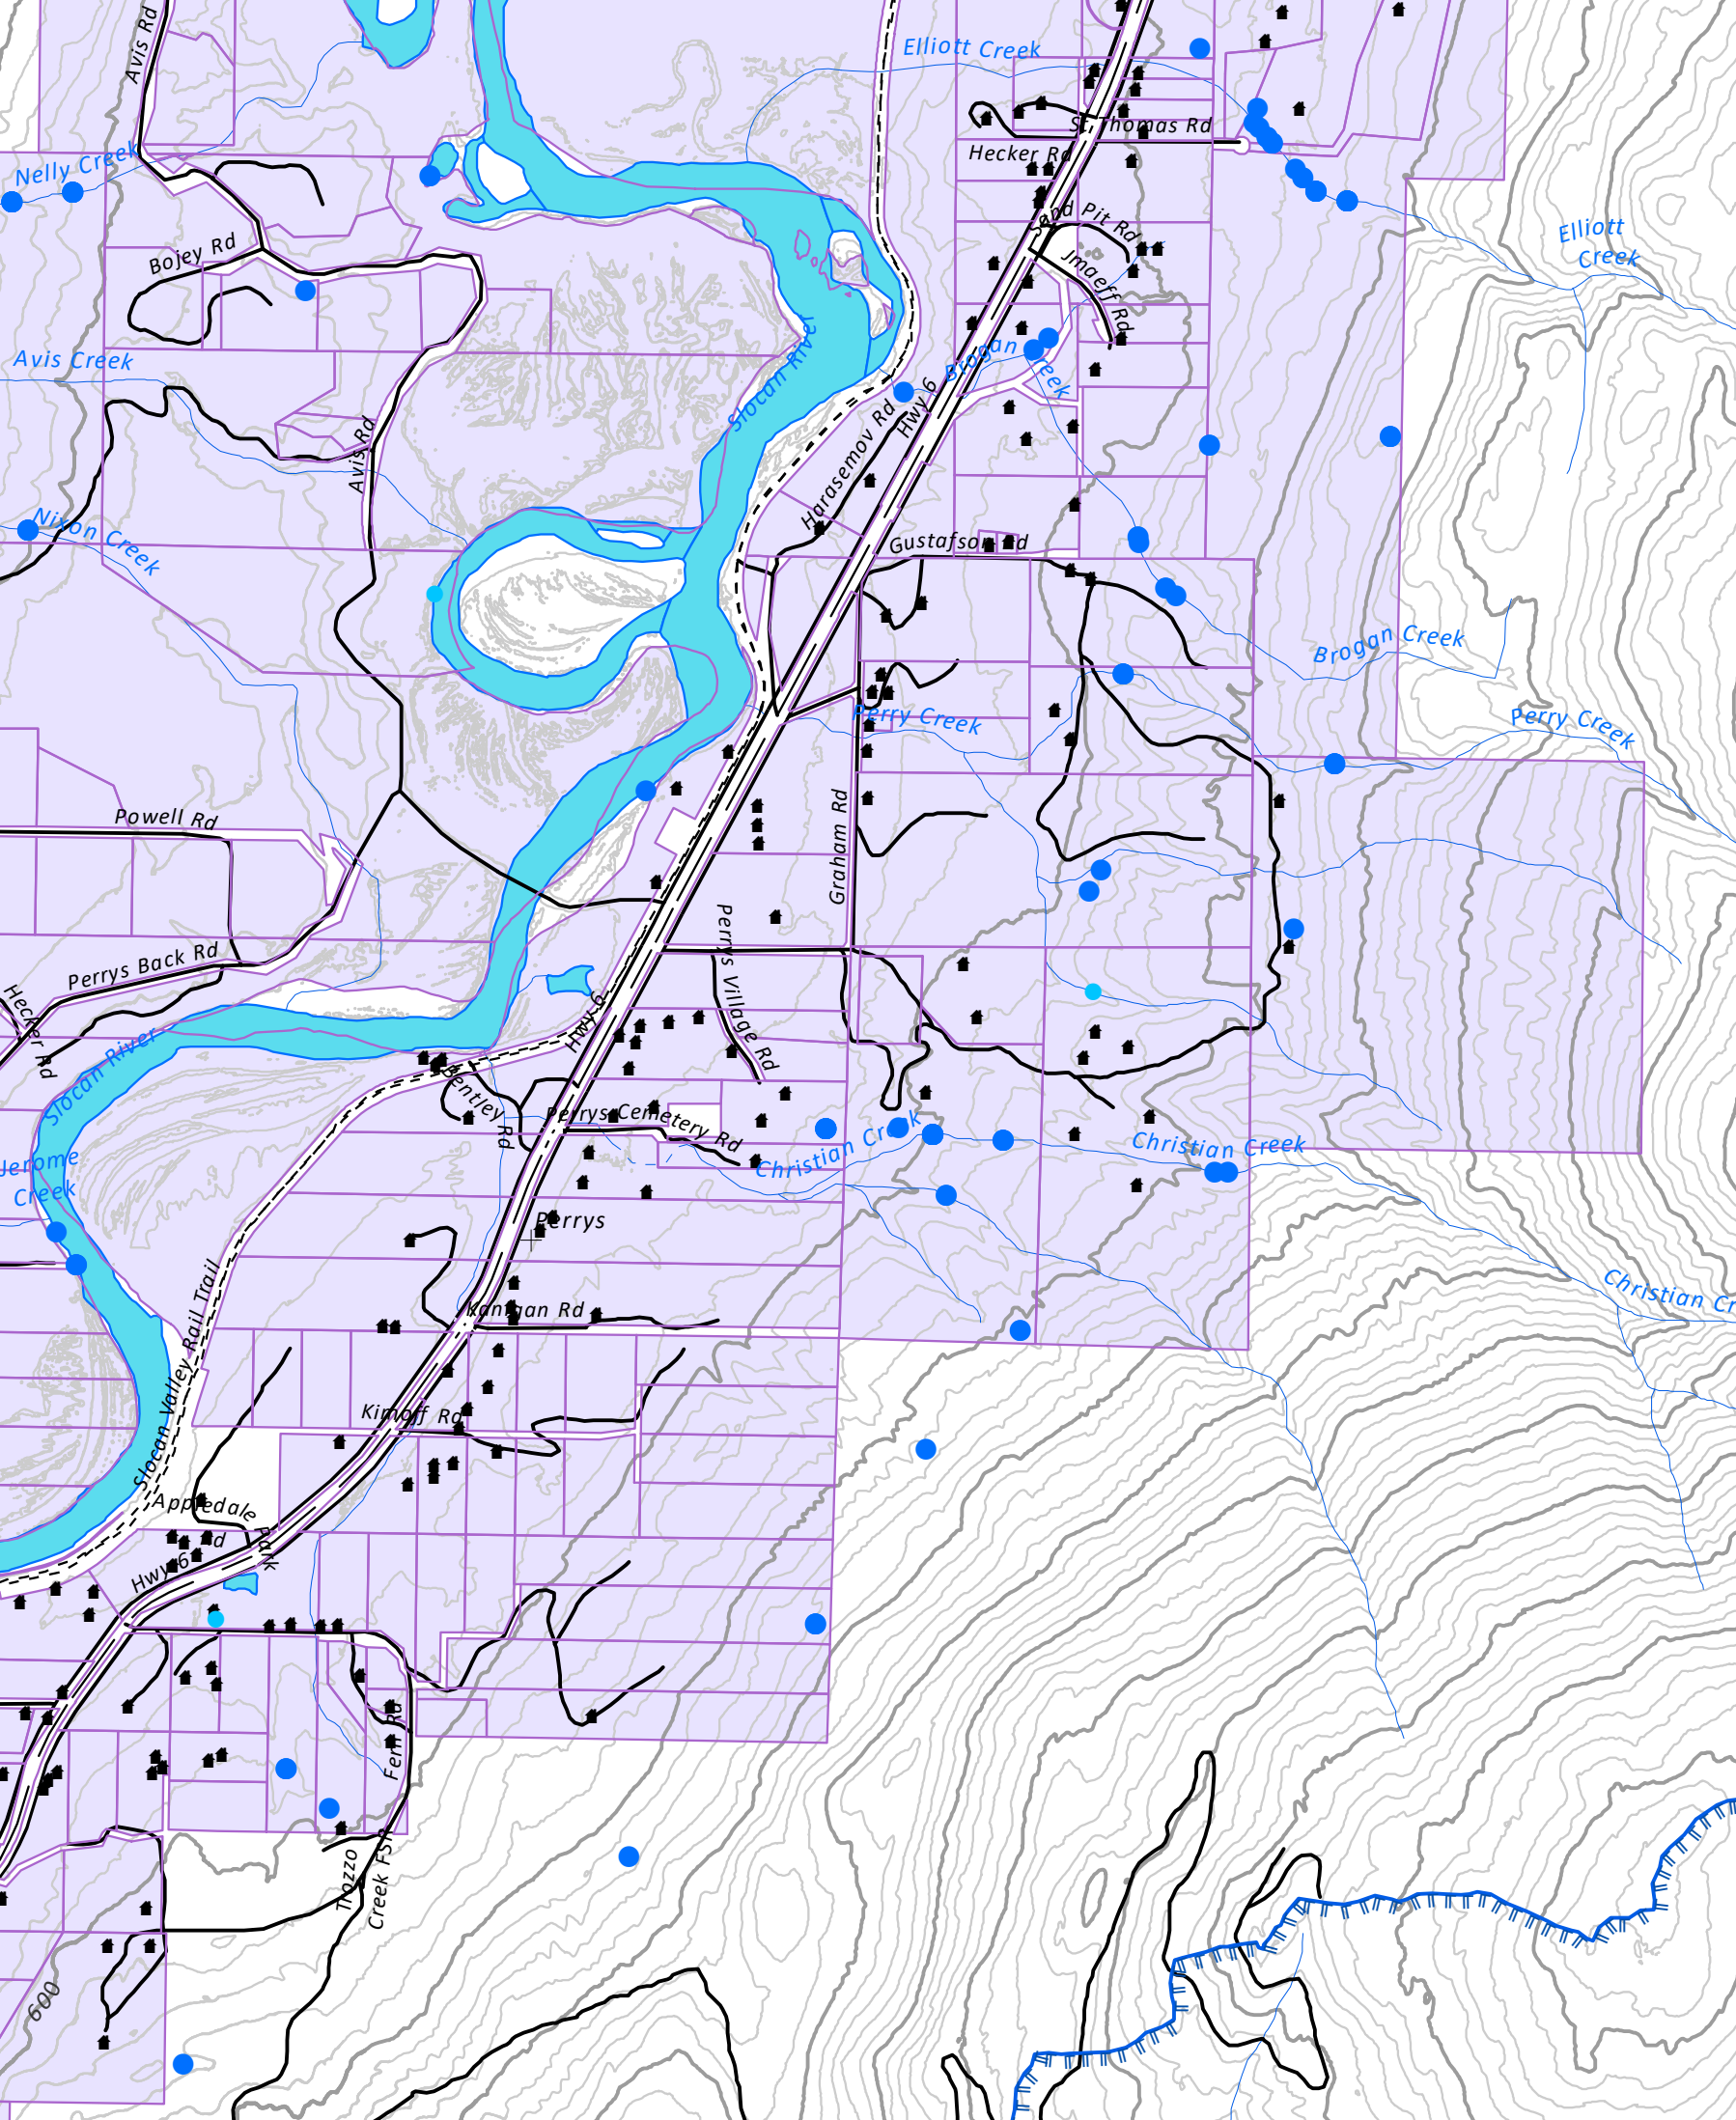 Avis Rd
Elliott Creek
St Thomas Rd
Hecker Rd
Nelly Creek
Sand Pit Rd
Elliott
Creek
Bojey Rd
Jmaeff Rd
Slocan River
Brogan
Creek
Avis Creek
Hwy 6
Harasemov Rd
Avis Rd
Nixon Creek
Gustafson Rd
Brogan Creek
Perry Creek
Perry Creek
Powell Rd
Graham Rd
Perrys Village Rd
Perrys Back Rd
Hecker Rd
Hwy 6
Slocan River
Bentley Rd
Perrys Cemetery Rd
Christian Creek
Christian Creek
Jerome
Creek
Perrys
Christian Cr
Slocan Valley Rail Trail
Kanigan Rd
Kimoff Rd
Appledale
Park
Rd
Hwy 6
Fern Rd
Trozzo
Creek FSR
600